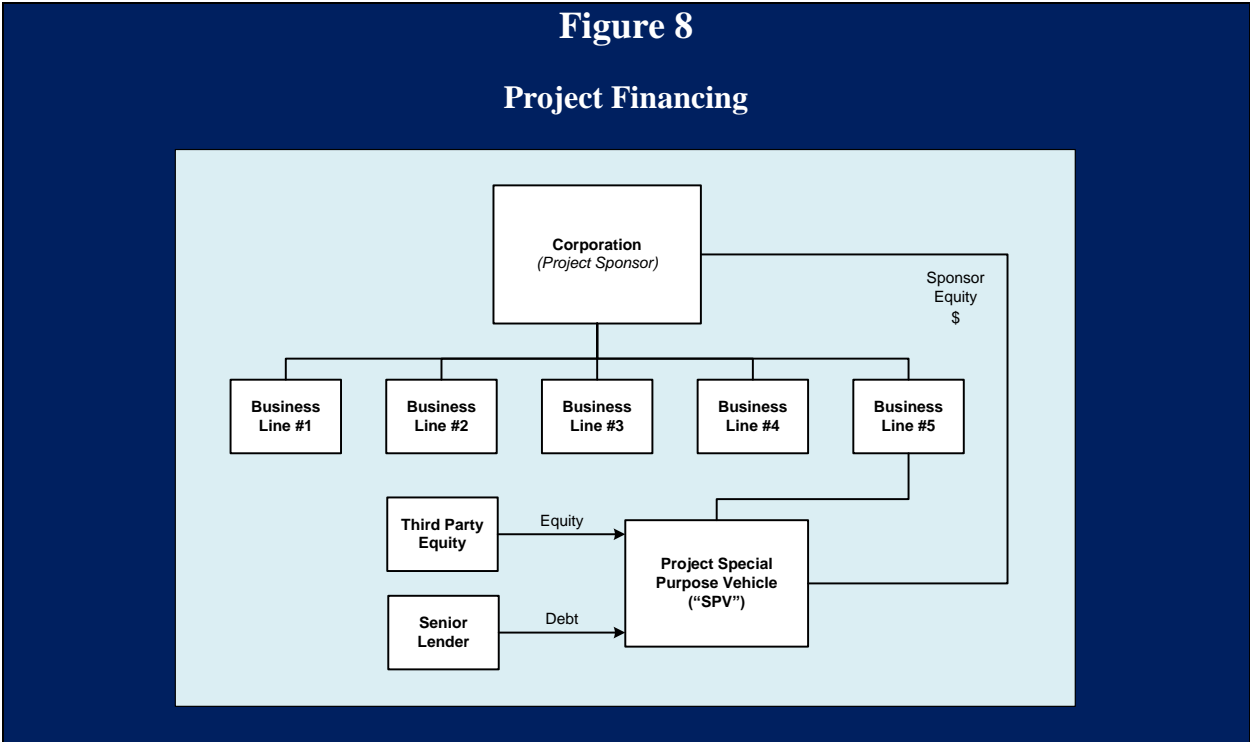 Figure 8
Project Financing
Corporation
(Project Sponsor)
Sponsor
Equity
$
Business
Line #1
Business
Line #2
Business
Line #3
Business
Line #4
Business
Line #5
Third Party
Equity
Equity
Project Special
Purpose Vehicle
(“SPV”)
Senior
Lender
Debt